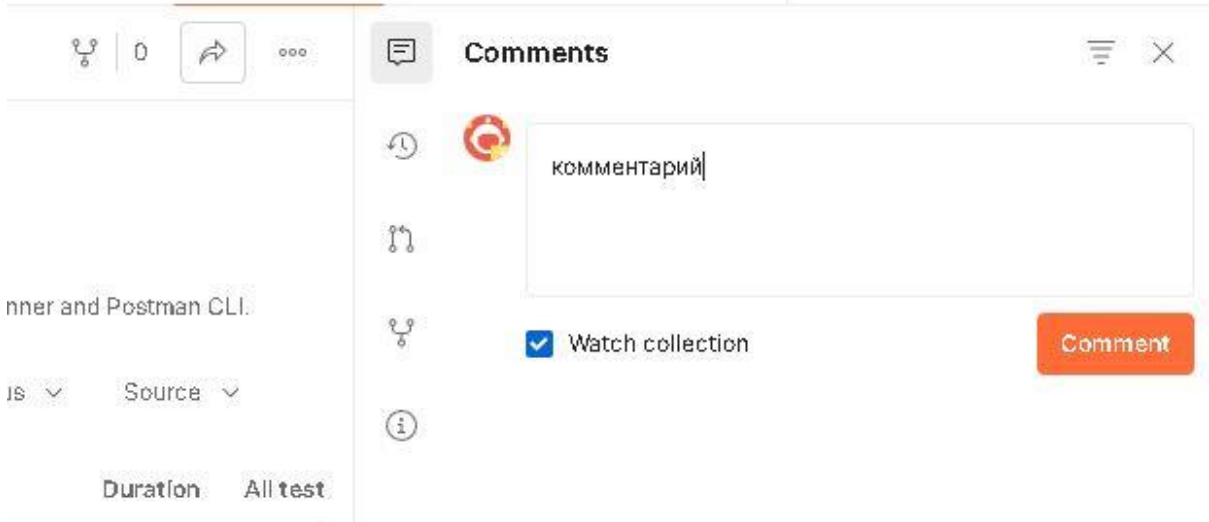 0
Comments
комментарий
nner and Postman CLI.
Watch collection
Comment
us
Source
Duration
All test